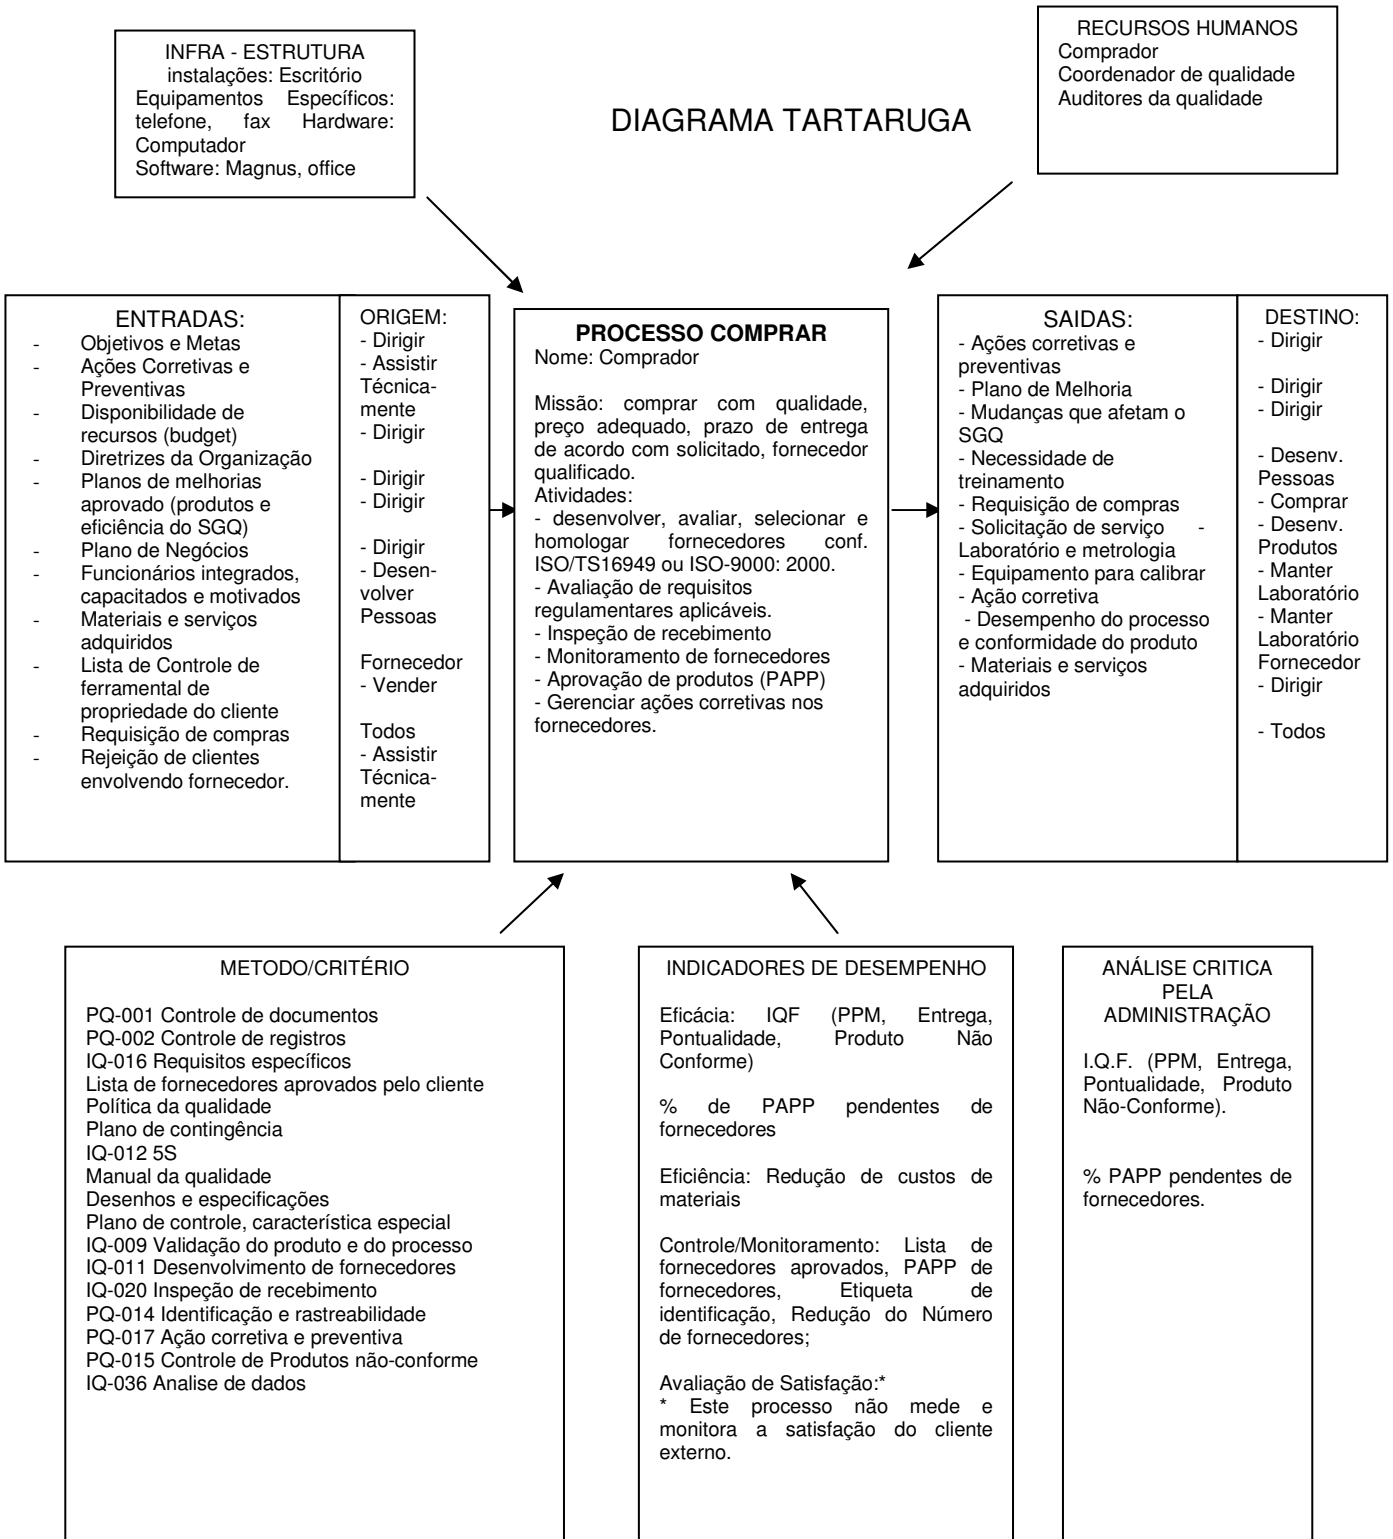 INFRA - ESTRUTURA
instalações: Escritório
Equipamentos Específicos:
telefone, fax Hardware:
Computador
Software: Magnus, office
RECURSOS HUMANOS
Comprador
Coordenador de qualidade
Auditores da qualidade
DIAGRAMA TARTARUGA
ENTRADAS:
- Objetivos e Metas
- Ações Corretivas e
Preventivas
- Disponibilidade de
recursos (budget)
- Diretrizes da Organização
- Planos de melhorias
aprovado (produtos e
eficiência do SGQ)
- Plano de Negócios
- Funcionários integrados,
capacitados e motivados
- Materiais e serviços
adquiridos
- Lista de Controle de
ferramental de
propriedade do cliente
- Requisição de compras
- Rejeição de clientes
envolvendo fornecedor.
ORIGEM:
- Dirigir
- Assistir
Técnica-
mente
- Dirigir
- Dirigir
- Dirigir
- Dirigir
- Desen-
volver
Pessoas
Fornecedor
- Vender
Todos
- Assistir
Técnica-
mente
PROCESSO COMPRAR
Nome: Comprador
Missão: comprar com qualidade,
preço adequado, prazo de entrega
de acordo com solicitado, fornecedor
qualificado.
Atividades:
- desenvolver, avaliar, selecionar e
homologar fornecedores conf.
ISO/TS16949 ou ISO-9000: 2000.
- Avaliação de requisitos
regulamentares aplicáveis.
- Inspeção de recebimento
- Monitoramento de fornecedores
- Aprovação de produtos (PAPP)
- Gerenciar ações corretivas nos
fornecedores.
SAIDAS:
- Ações corretivas e
preventivas
- Plano de Melhoria
- Mudanças que afetam o
SGQ
- Necessidade de
treinamento
- Requisição de compras
- Solicitação de serviço -
Laboratório e metrologia
- Equipamento para calibrar
- Ação corretiva
- Desempenho do processo
e conformidade do produto
- Materiais e serviços
adquiridos
DESTINO:
- Dirigir
- Dirigir
- Dirigir
- Desenv.
Pessoas
- Comprar
- Desenv.
Produtos
- Manter
Laboratório
- Manter
Laboratório
Fornecedor
- Dirigir
- Todos
METODO/CRITÉRIO
PQ-001 Controle de documentos
PQ-002 Controle de registros
IQ-016 Requisitos específicos
Lista de fornecedores aprovados pelo cliente
Política da qualidade
Plano de contingência
IQ-012 5S
Manual da qualidade
Desenhos e especificações
Plano de controle, característica especial
IQ-009 Validação do produto e do processo
IQ-011 Desenvolvimento de fornecedores
IQ-020 Inspeção de recebimento
PQ-014 Identificação e rastreabilidade
PQ-017 Ação corretiva e preventiva
PQ-015 Controle de Produtos não-conforme
IQ-036 Analise de dados
INDICADORES DE DESEMPENHO
Eficácia: IQF (PPM, Entrega,
Pontualidade, Produto Não
Conforme)
% de PAPP pendentes de
fornecedores
Eficiência: Redução de custos de
materiais
Controle/Monitoramento: Lista de
fornecedores aprovados, PAPP de
fornecedores, Etiqueta de
identificação, Redução do Número
de fornecedores;
Avaliação de Satisfação:*
* Este processo não mede e
monitora a satisfação do cliente
externo.
ANÁLISE CRITICA
PELA
ADMINISTRAÇÃO
I.Q.F. (PPM, Entrega,
Pontualidade, Produto
Não-Conforme).
% PAPP pendentes de
fornecedores.